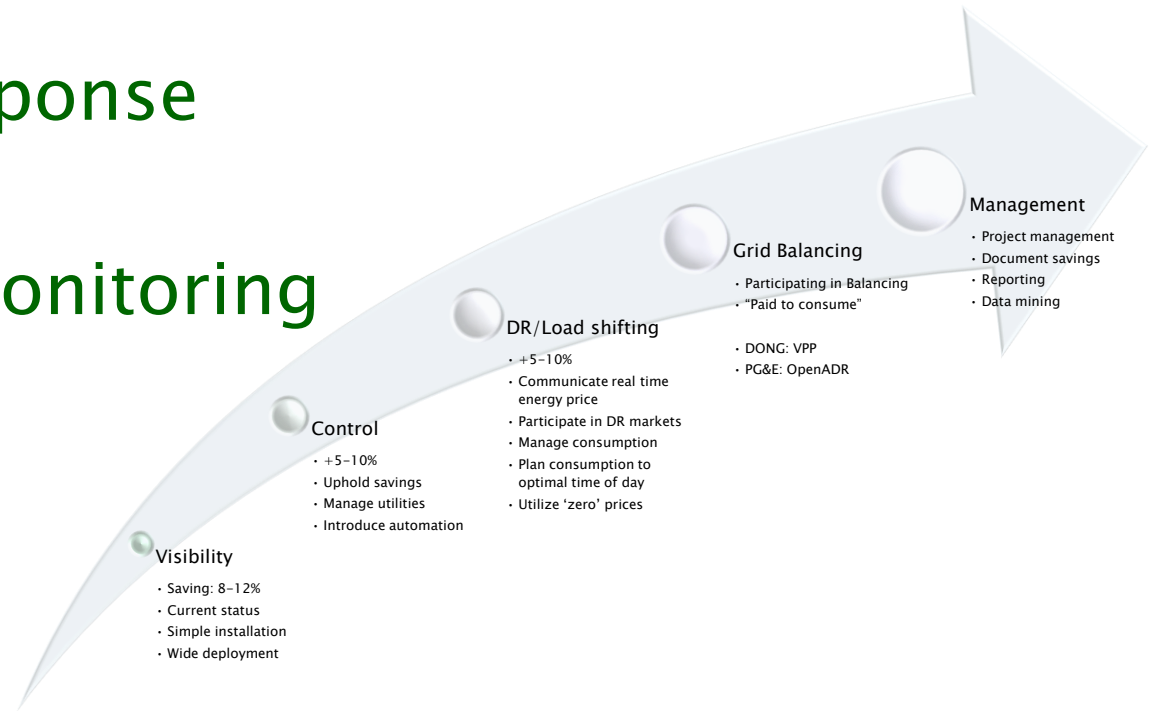 ponse
onitoring
Management
• Project management
• Document savings
• Reporting
• Data mining
Grid Balancing
• Participating in Balancing
• “Paid to consume”
• DONG: VPP
• PG&E: OpenADR
DR/Load shifting
• +5-10%
• Communicate real time
energy price
• Participate in DR markets
• Manage consumption
• Plan consumption to
optimal time of day
• Utilize ‘zero’ prices
Control
• +5-10%
• Uphold savings
• Manage utilities
• Introduce automation
Visibility
• Saving: 8-12%
• Current status
• Simple installation
• Wide deployment